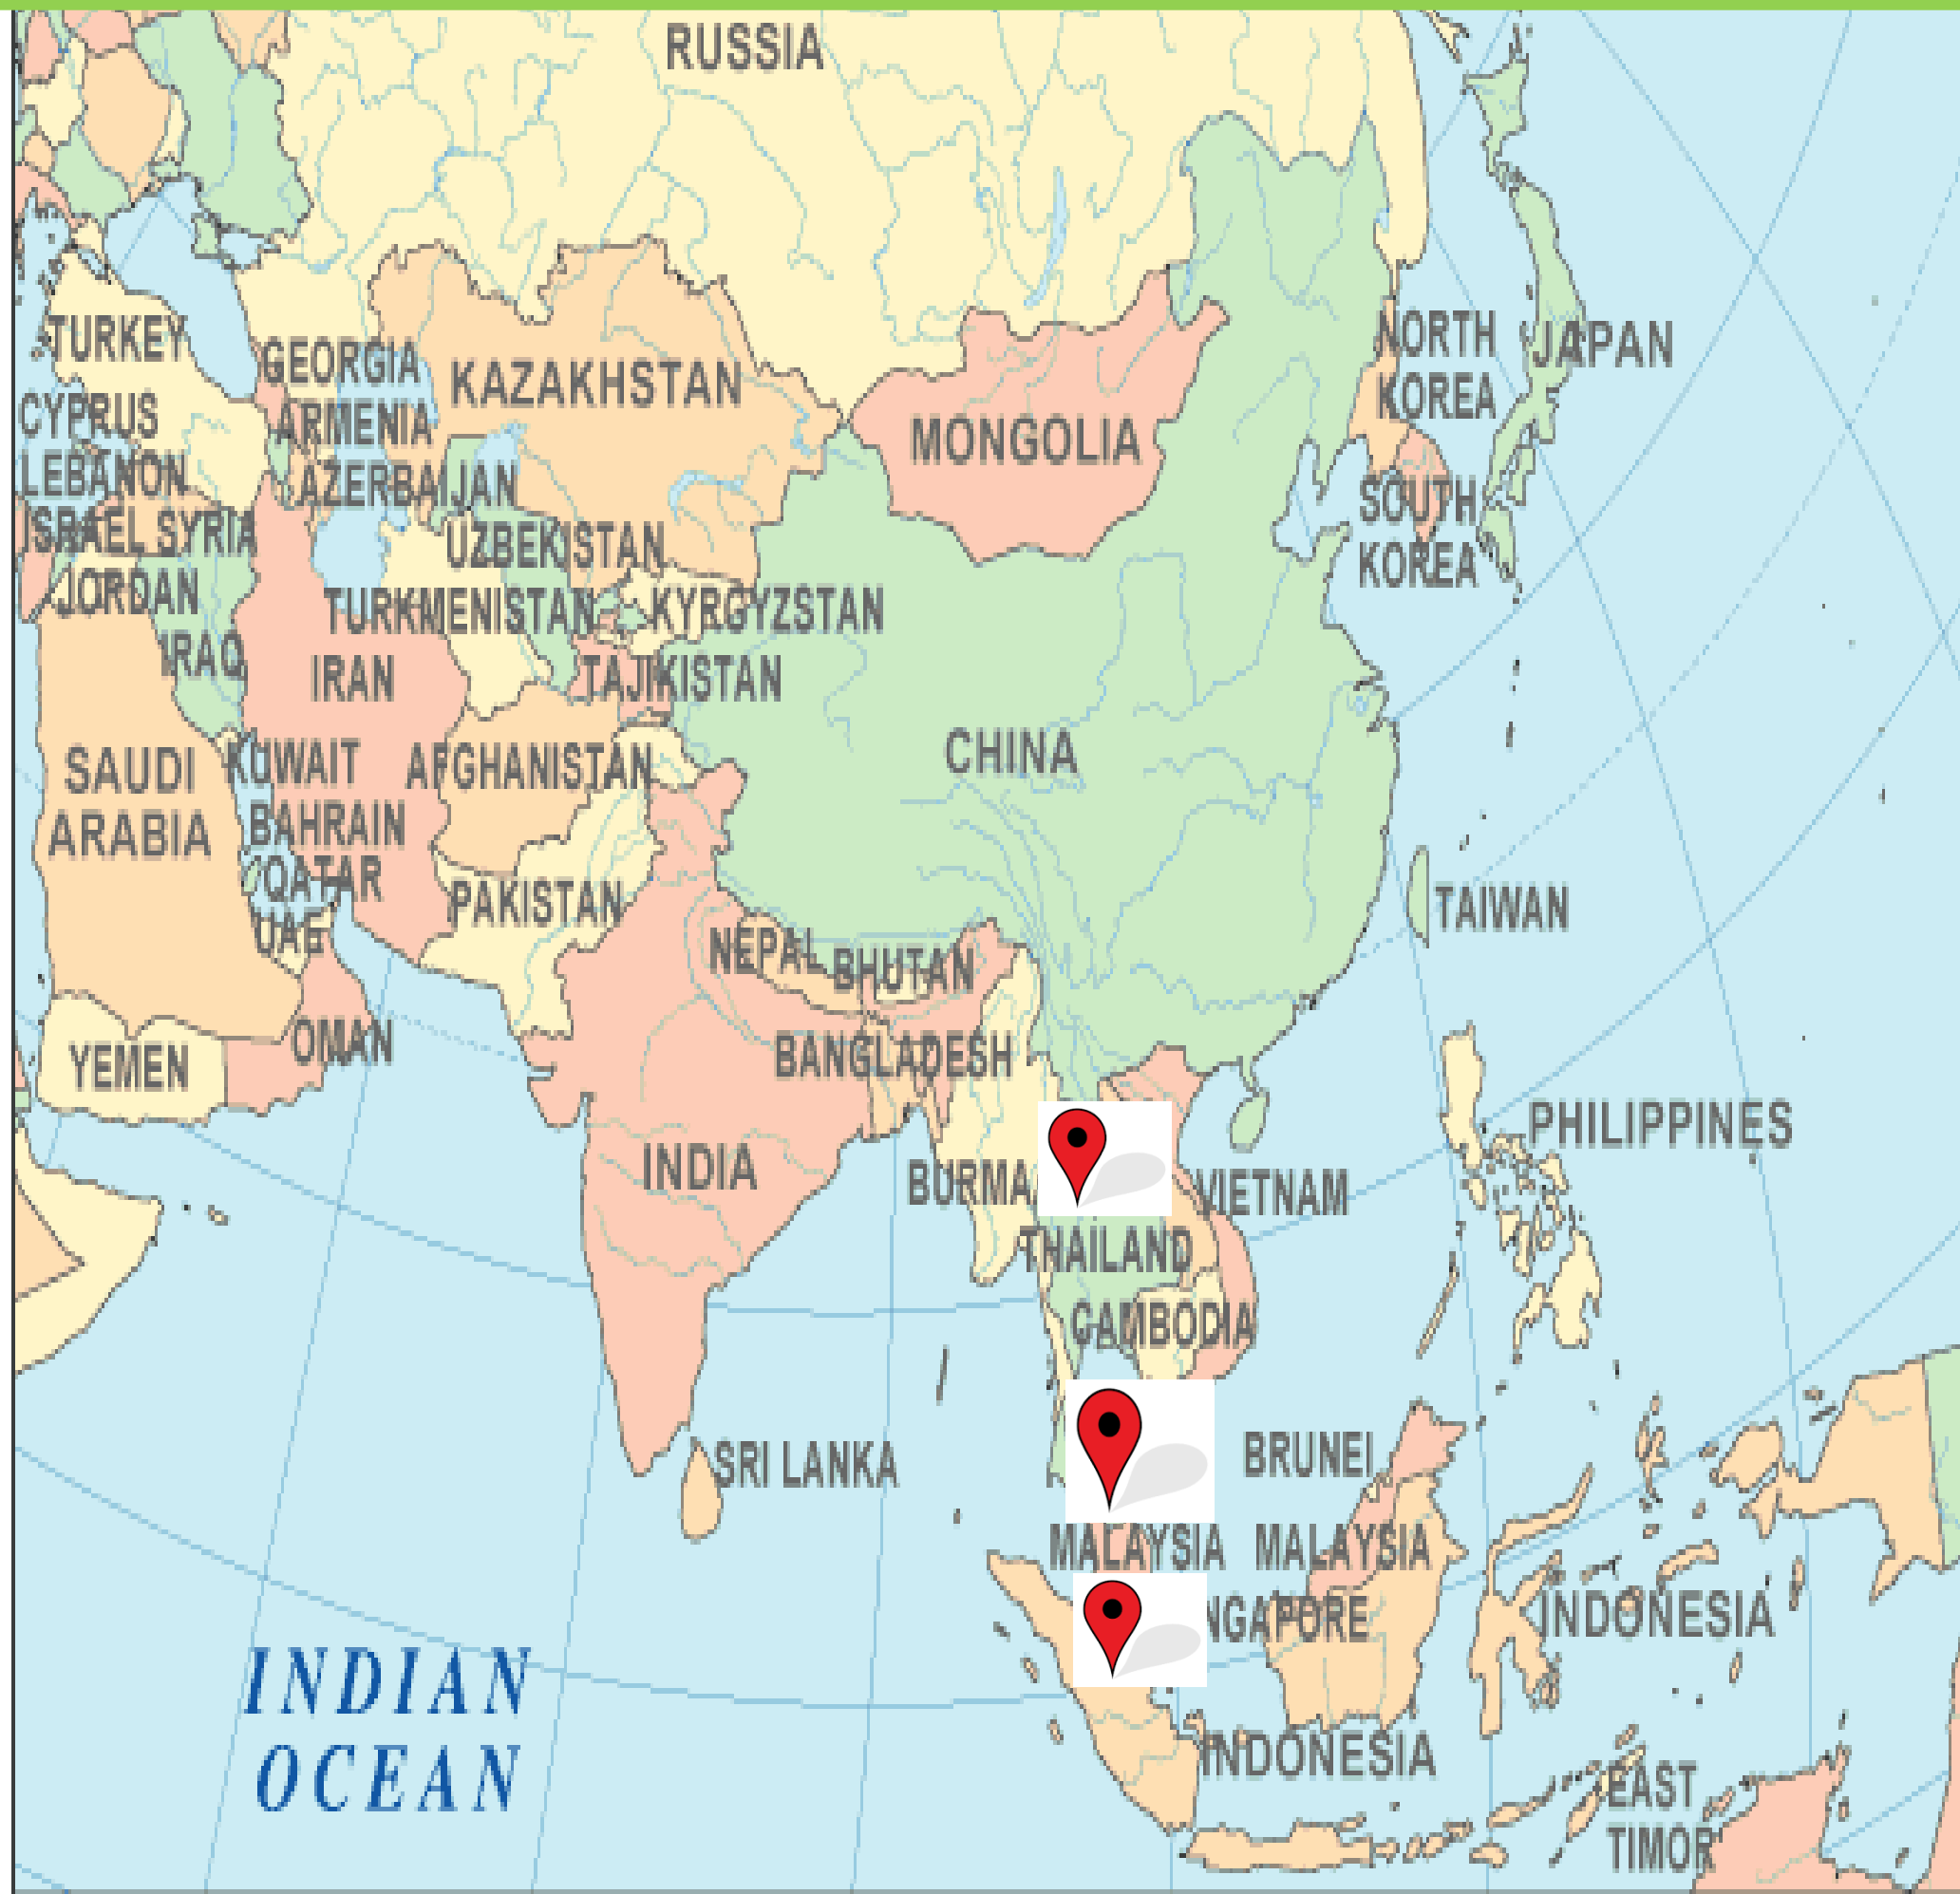 RUSSIA
TURKEY
GEORGIA
KAZAKHSTAN
MONGOLIA
NORTH
KOREA
JAPAN
CYPRUS
ARMENIA
LEBANON
AZERBAIJAN
SOUTH
KOREA
ISRAEL SYRIA
UZBEKISTAN
JORDAN
TURKMENISTAN
KYRGYZSTAN
IRAQ
IRAN
TAJIKISTAN
CHINA
SAUDI
ARABIA
KUWAIT
AFGHANISTAN
BAHRAIN
QATAR
UAE
PAKISTAN
TAIWAN
NEPAL
BHUTAN
OMAN
YEMEN
BANGLADESH
INDIA
BURMA
PHILIPPINES
VIETNAM
THAILAND
CAMBODIA
SRI LANKA
BRUNEI
MALAYSIA
MALAYSIA
NGAPORE
INDONESIA
INDIAN
OCEAN
INDONESIA
EAST
TIMOR